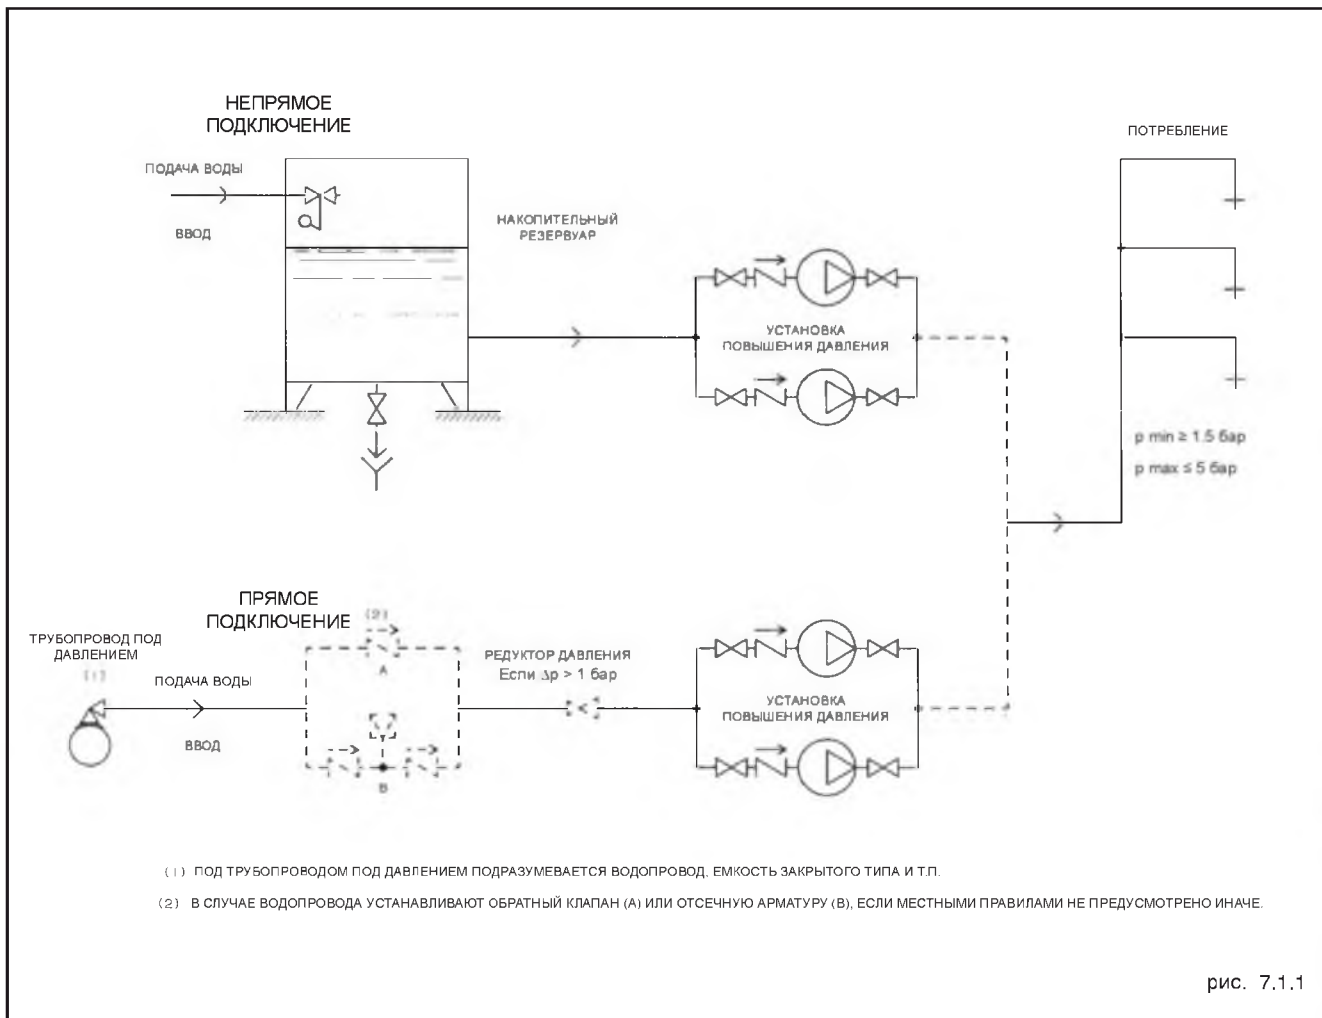 НЕПРЯМОЕ
ПОДКЛЮЧЕНИЕ
ПОТРЕБЛЕНИЕ
ПОДАЧА ВОДЫ
ВВОД
НАКОПИТЕЛЬНЫЙ
РЕЗЕРВУАР
УСТАНОВКА
ПОВЫШЕНИЯ ДАВЛЕНИЯ
p min ≥ 1.5 бар
p max ≤ 5 бар
ПРЯМОЕ
ПОДКЛЮЧЕНИЕ
(2)
ТРУБОПРОВОД ПОД
ДАВЛЕНИЕМ
(1)
ПОДАЧА ВОДЫ
ВВОД
A
B
РЕДУКТОР ДАВЛЕНИЯ
Если Δp > 1 бар
УСТАНОВКА
ПОВЫШЕНИЯ ДАВЛЕНИЯ
(1) ПОД ТРУБОПРОВОДОМ ПОД ДАВЛЕНИЕМ ПОДРАЗУМЕВАЕТСЯ ВОДОПРОВОД, ЕМКОСТЬ ЗАКРЫТОГО ТИПА И Т.П.
(2) В СЛУЧАЕ ВОДОПРОВОДА УСТАНАВЛИВАЮТ ОБРАТНЫЙ КЛАПАН (А) ИЛИ ОТСЕЧНУЮ АРМАТУРУ (В), ЕСЛИ МЕСТНЫМИ ПРАВИЛАМИ НЕ ПРЕДУСМОТРЕНО ИНАЧЕ.
рис. 7.1.1